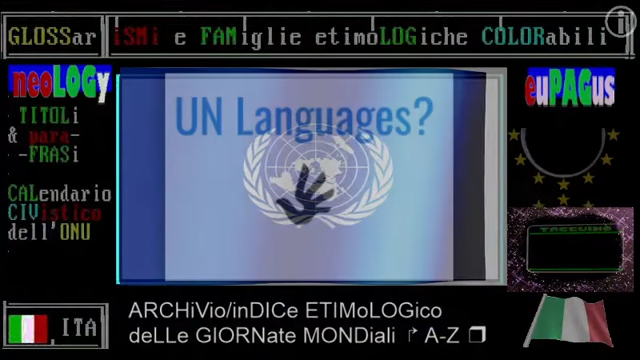 GLOSSar iSMi e FAMiglie etimoLOGiche COLORabili
neoLOGy
TITOLi
& para-
-FRASi
CALendario
CIVistico
dell'ONU
UN Languages?
euPAGus
TACCUINO
ITA
ARCHiVio/inDICe ETIMoLOGico
deLLe GIORNate MONDiali ↱ A-Z ❐